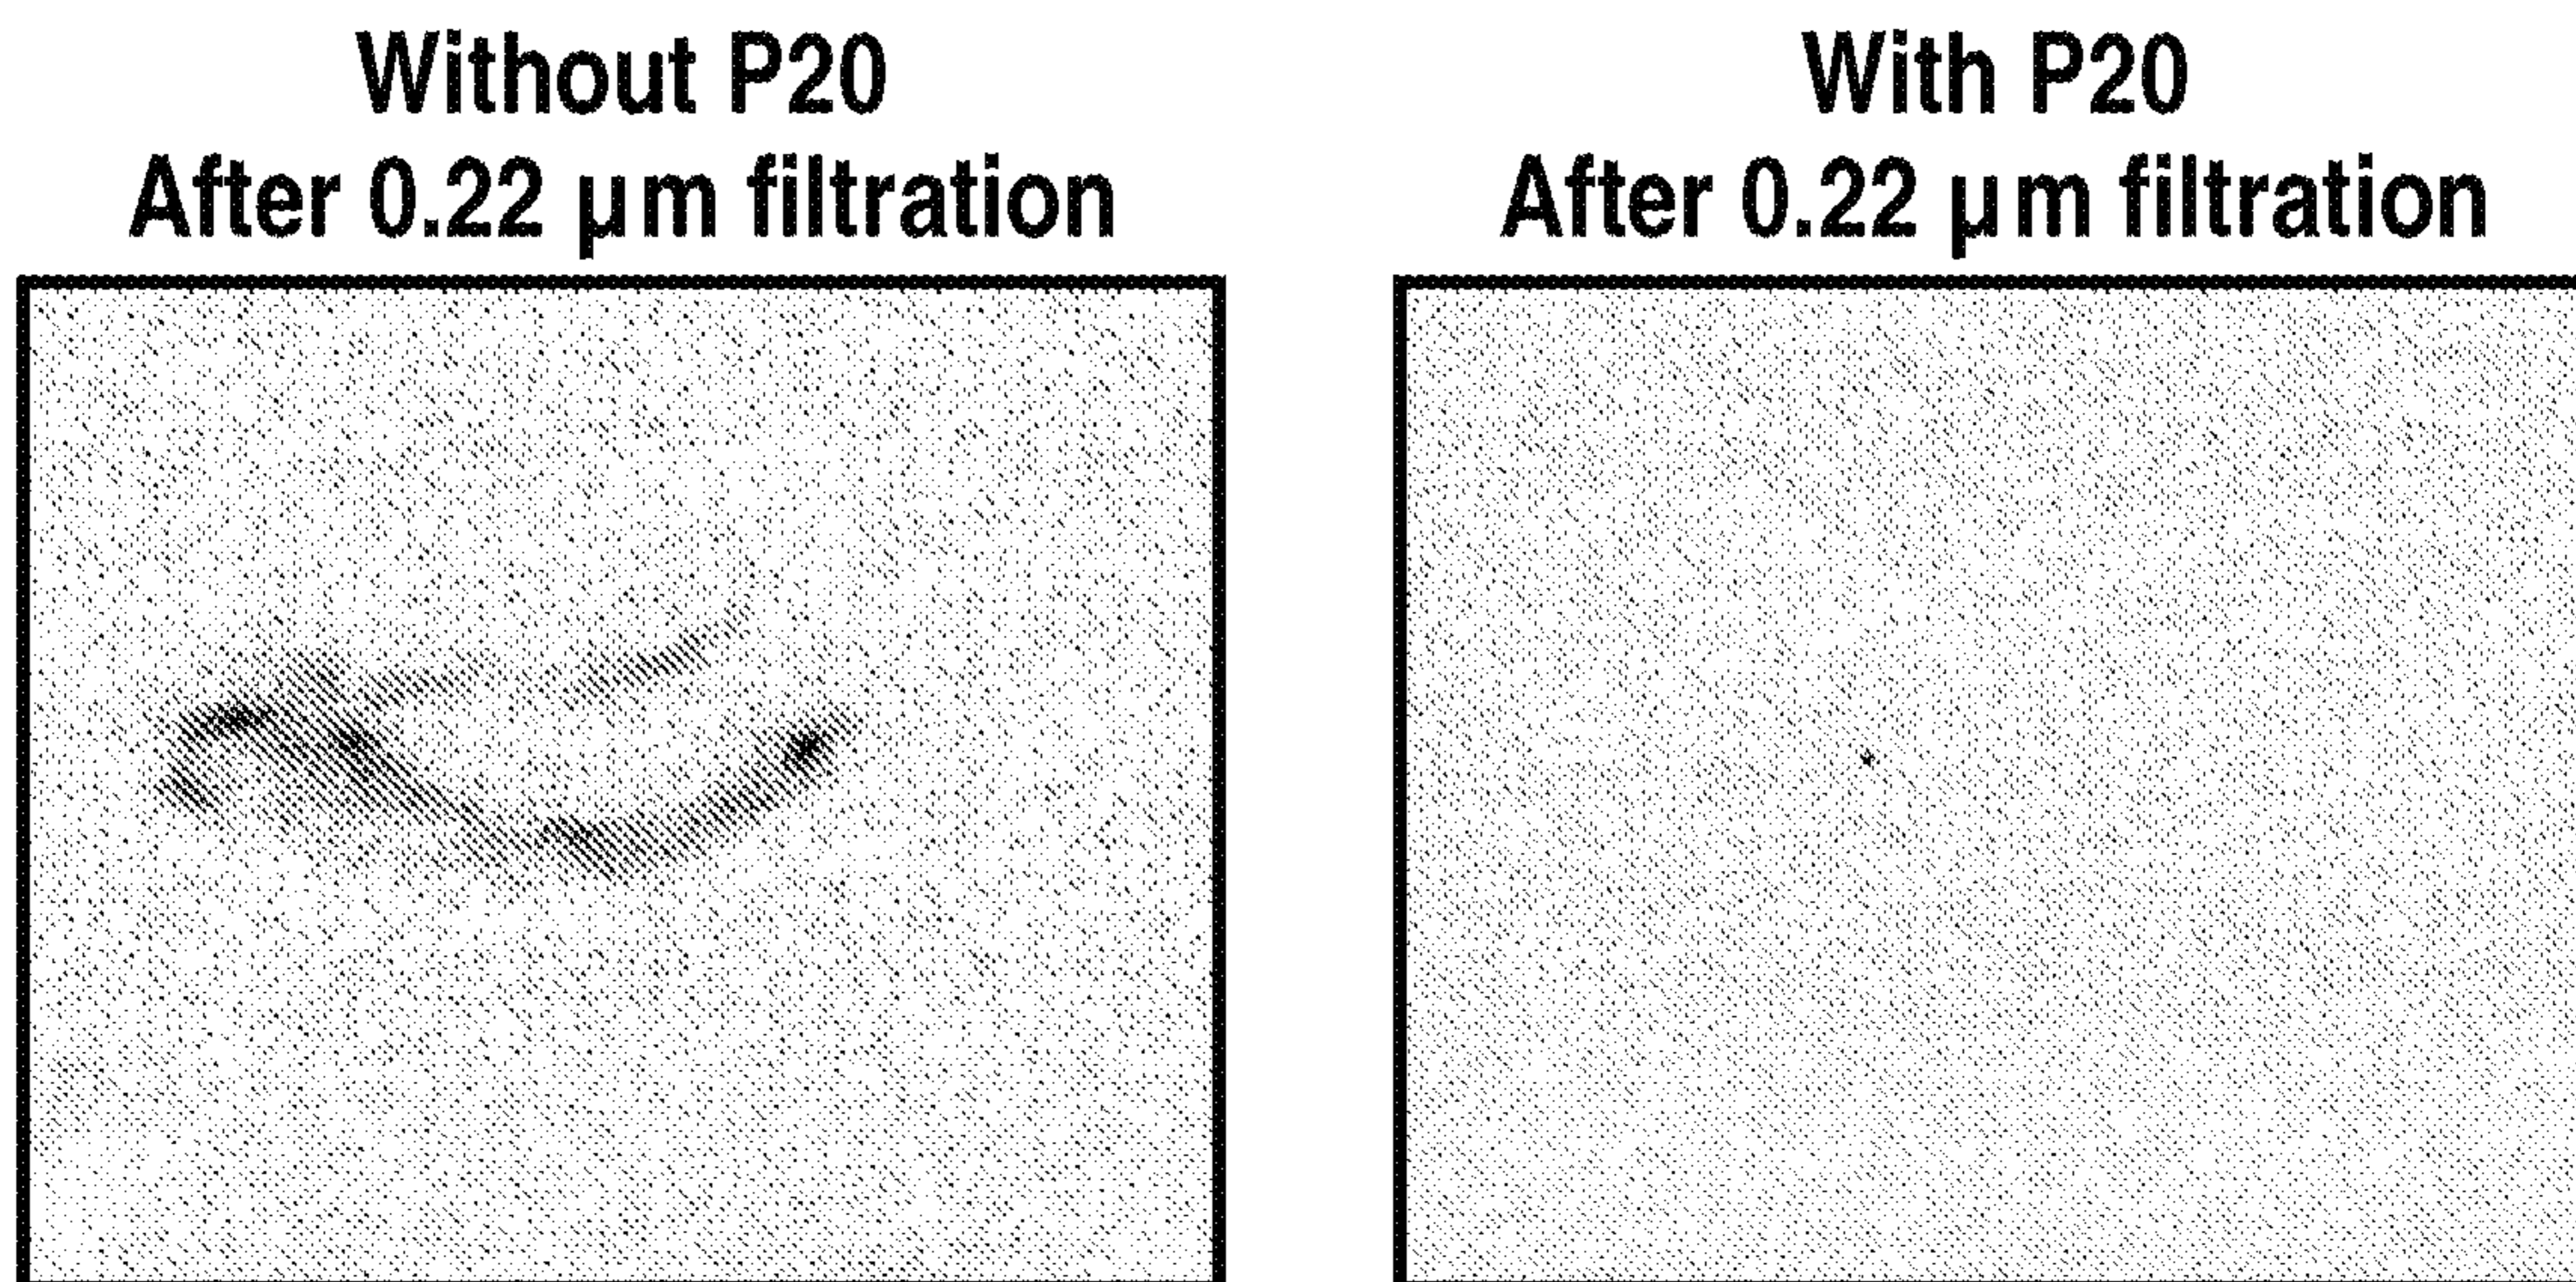 Without P20
After 0.22 µm filtration
With P20
After 0.22 µm filtration